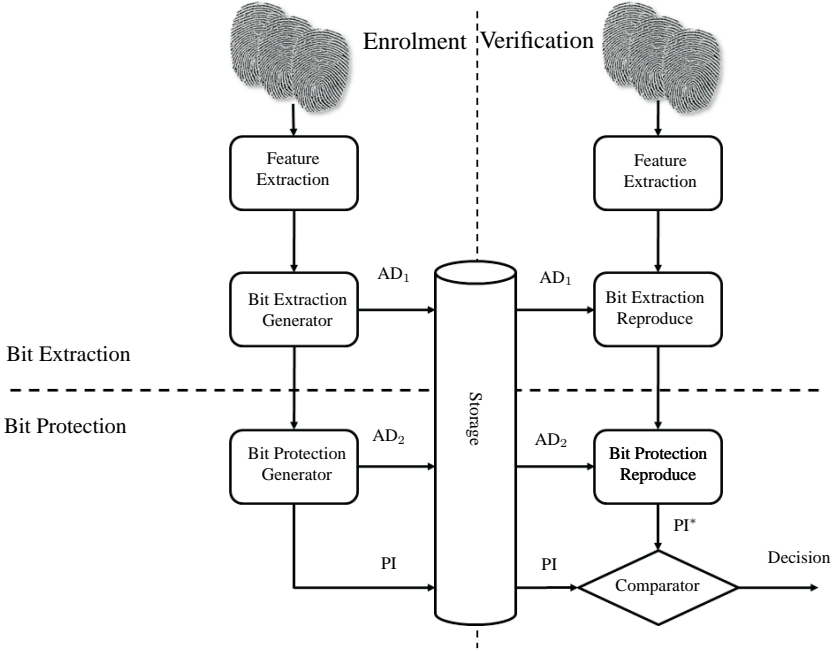 Enrolment
Verification
Feature
Extraction
Feature
Extraction
AD₁
AD₁
Bit Extraction
Generator
Bit Extraction
Reproduce
Bit Extraction
Storage
Bit Protection
AD₂
AD₂
Bit Protection
Generator
Bit Protection
Reproduce
PI*
PI
PI
Comparator
Decision